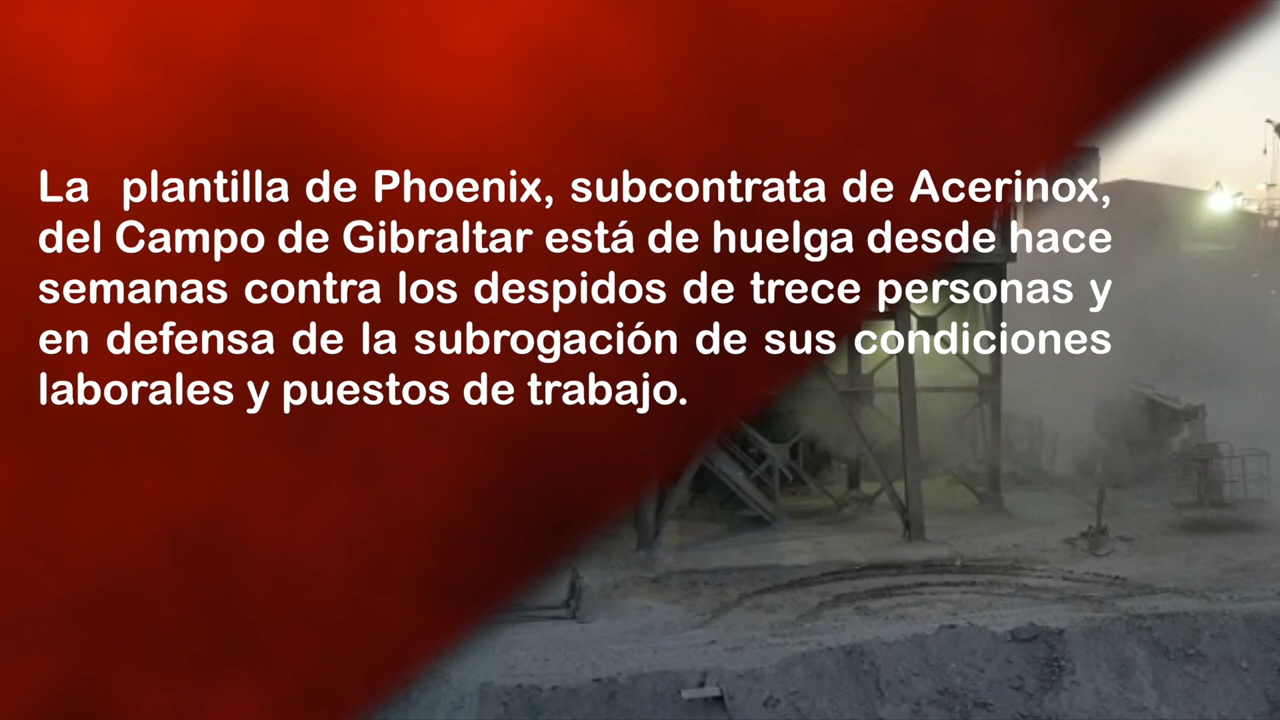 La  plantilla de Phoenix, subcontrata de Acerinox,
del Campo de Gibraltar está de huelga desde hace
semanas contra los despidos de trece personas y
en defensa de la subrogación de sus condiciones
laborales y puestos de trabajo.